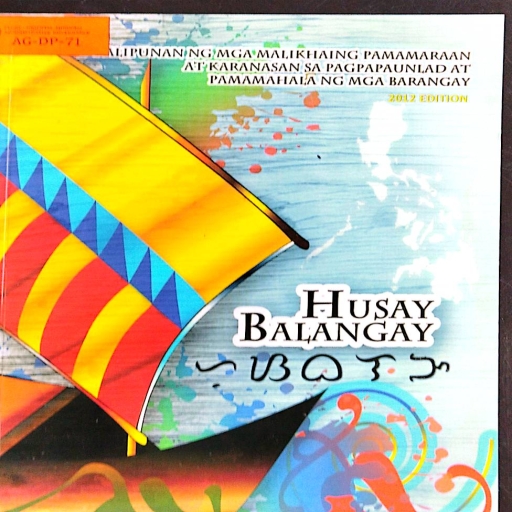 AG-DP-71
ALIPUNAN NG MGA MALIKHAING PAMAMARAAN
AT KARANASAN SA PAGPAPAUNLAD AT
PAMAMAHALA NG MGA BARANGAY
2012 EDITION
HUSAY
BALANGAY